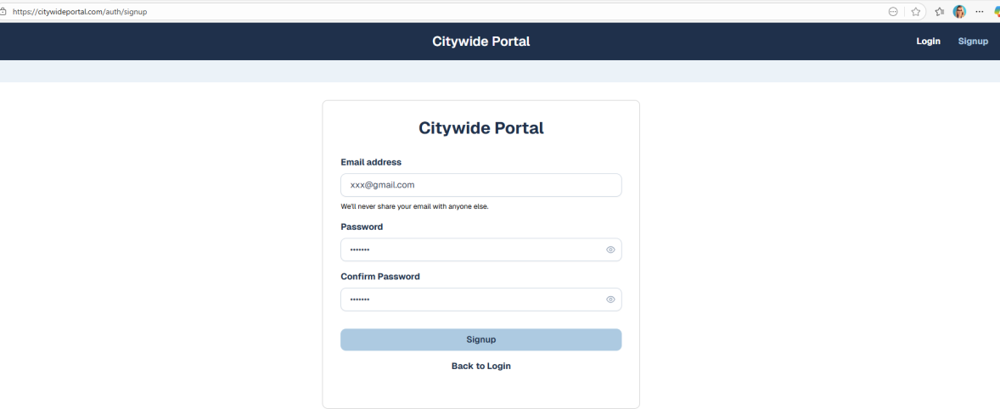 https://citywideportal.com/auth/signup
Citywide Portal
Login
Signup
Citywide Portal
Email address
xxx@gmail.com
We'll never share your email with anyone else.
Password
•••••••
Confirm Password
•••••••
Signup
Back to Login